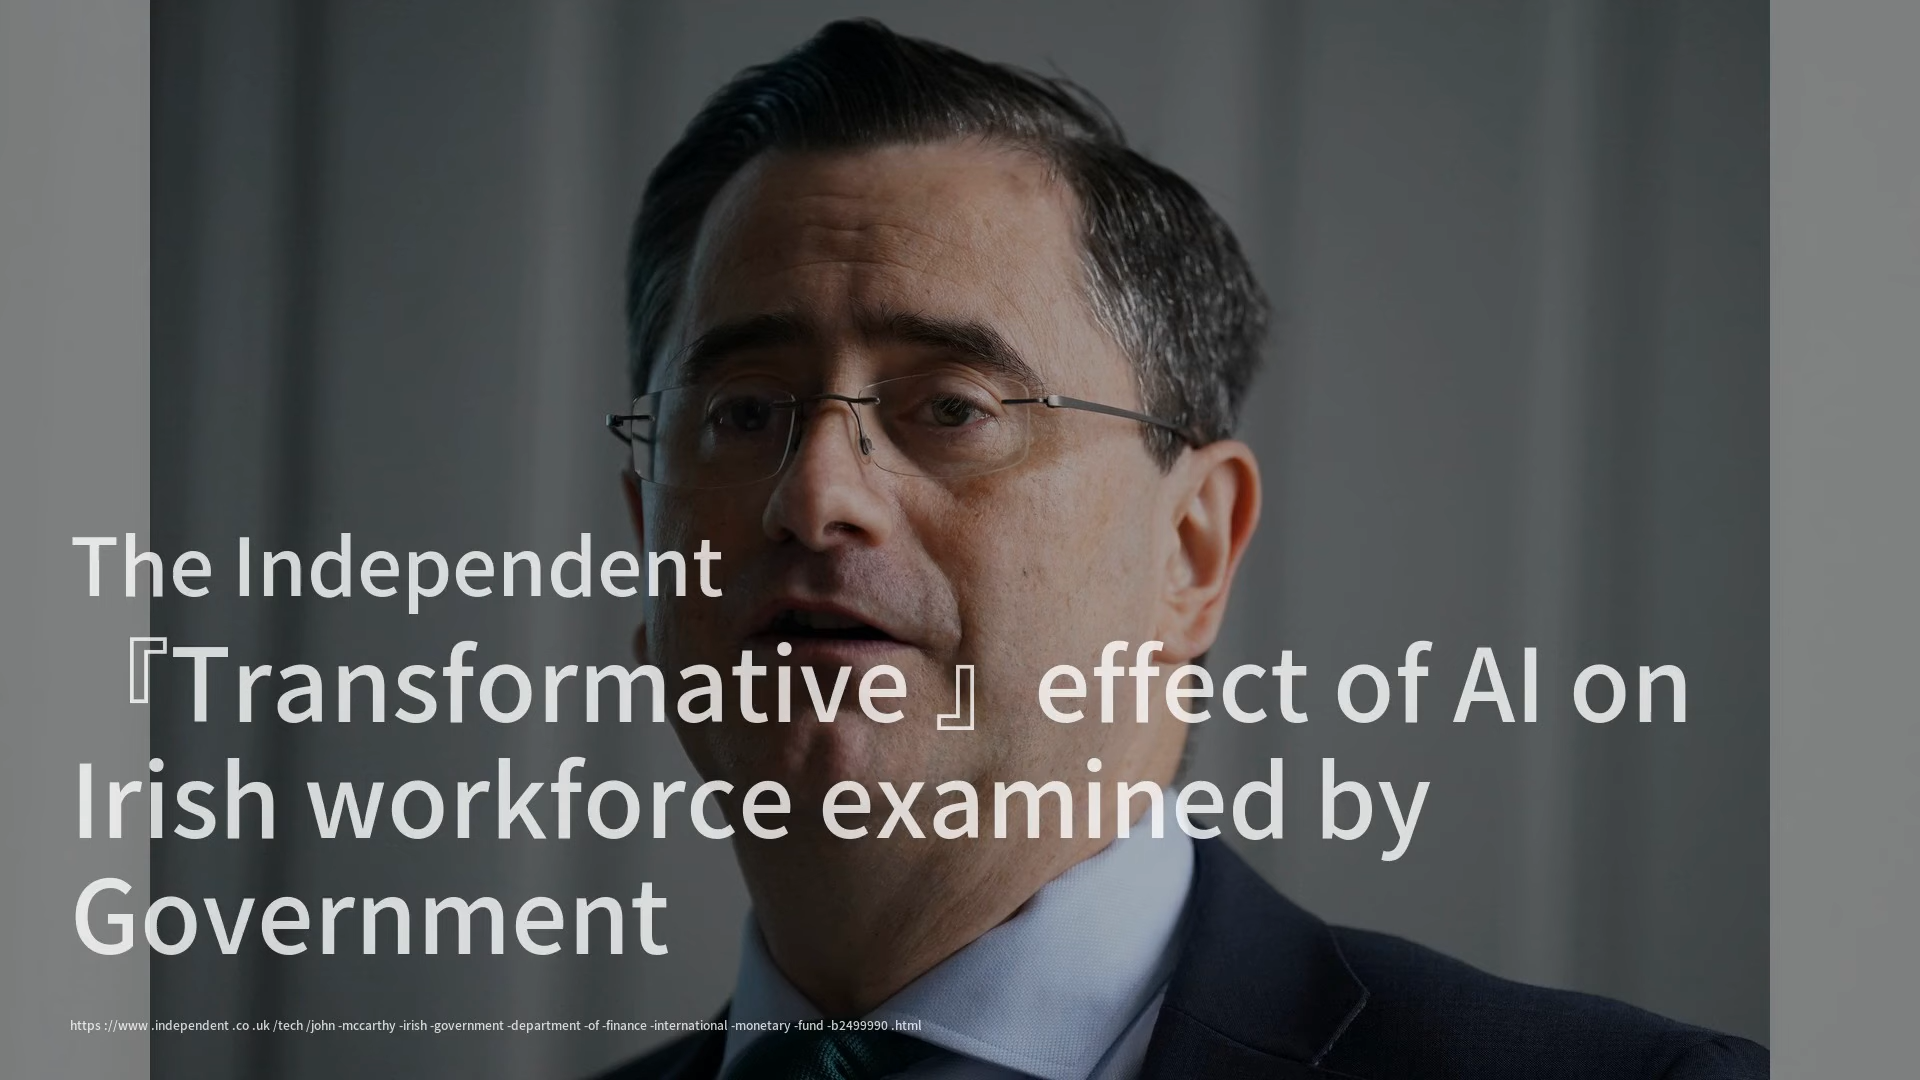 The Independent
『Transformative 』 effect of AI on
Irish workforce examined by
Government
https ://www .independent .co .uk /tech /john -mccarthy -irish -government -department -of -finance -international -monetary -fund -b2499990 .html